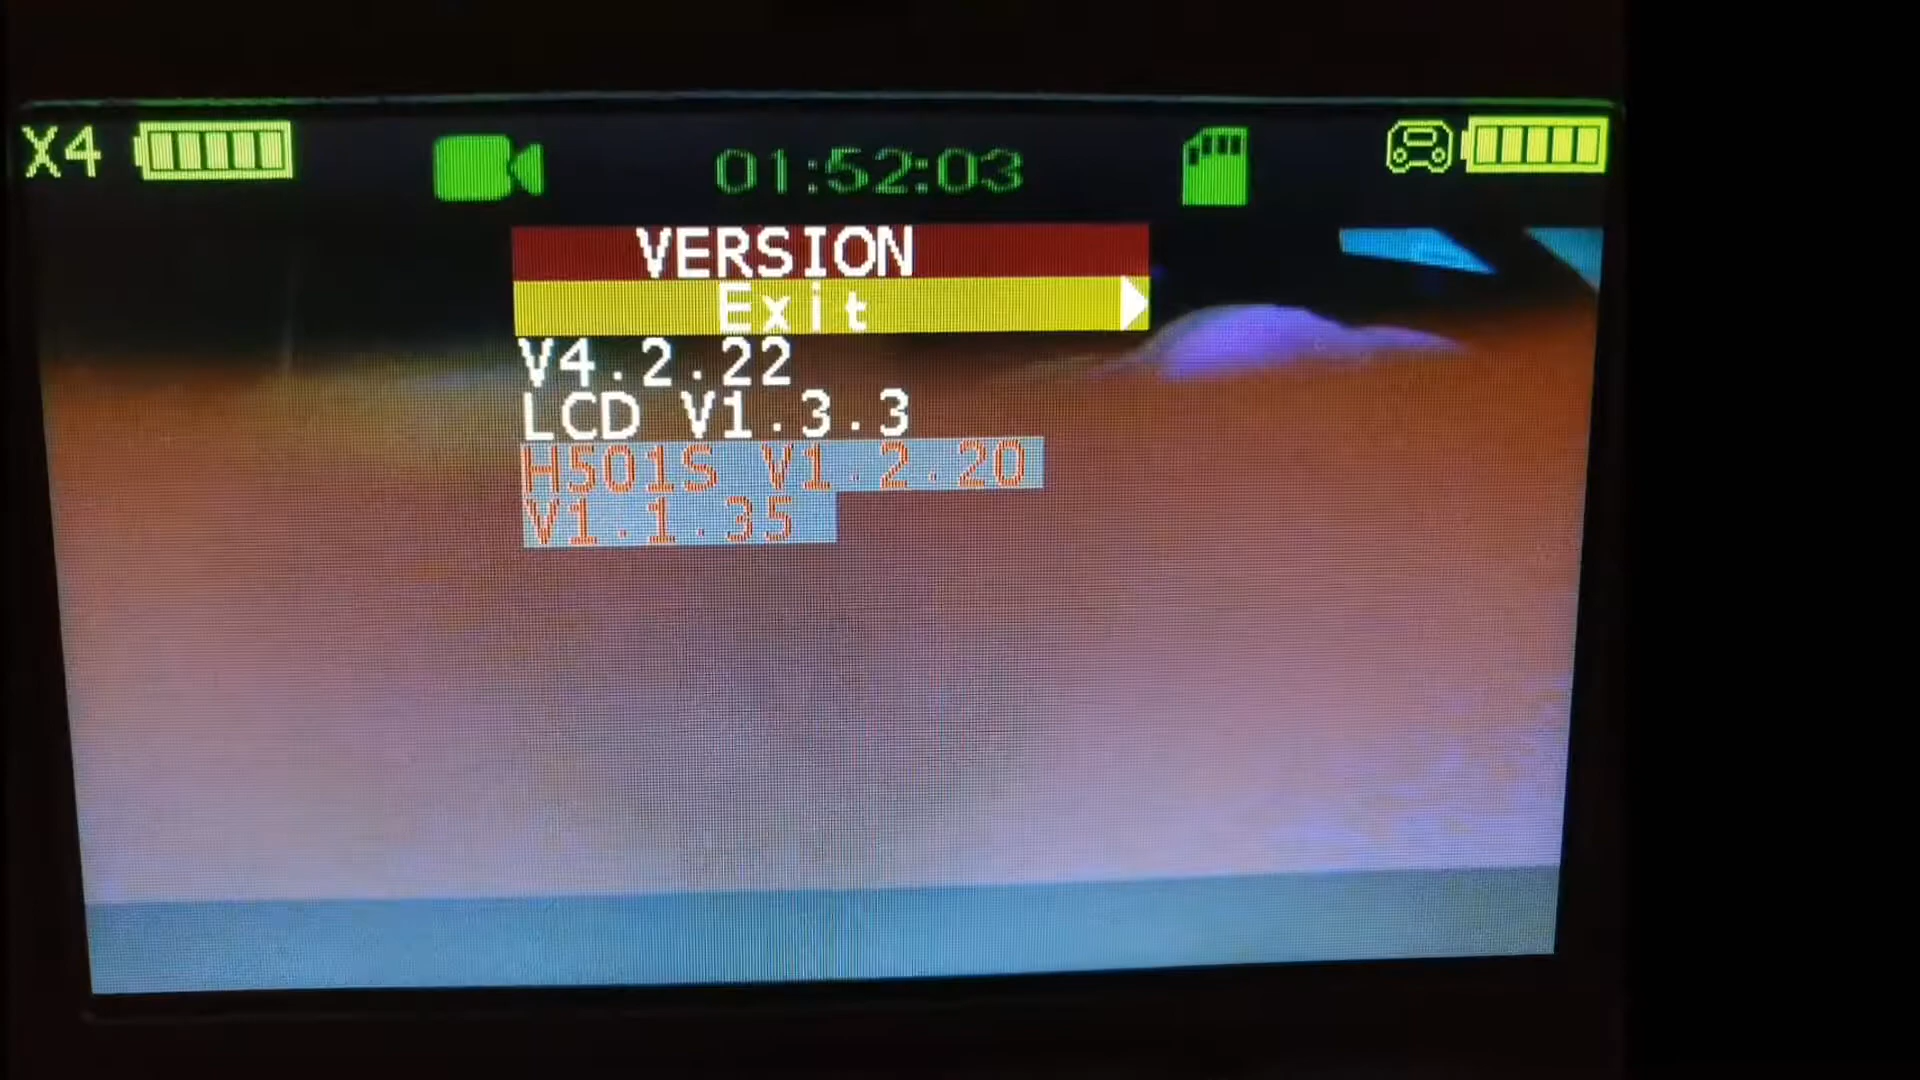 X4 01:52:03
VERSION
Exit
V4.2.22
LCD V1.3.3
H501S V1.2.20
V1.1.35